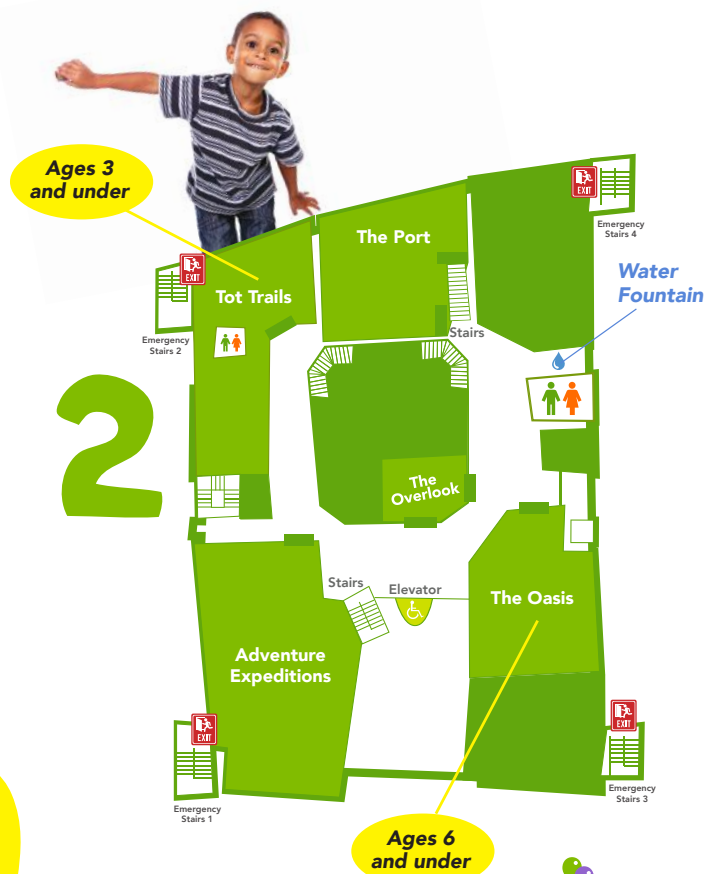 Ages 3
and under
EXIT
Emergency
Stairs 4
The Port
Water
Fountain
EXIT
Tot Trails
Stairs
Emergency
Stairs 2
2
The
Overlook
Stairs
Elevator
The Oasis
Adventure
Expeditions
EXIT
EXIT
Emergency
Stairs 3
Emergency
Stairs 1
Ages 6
and under